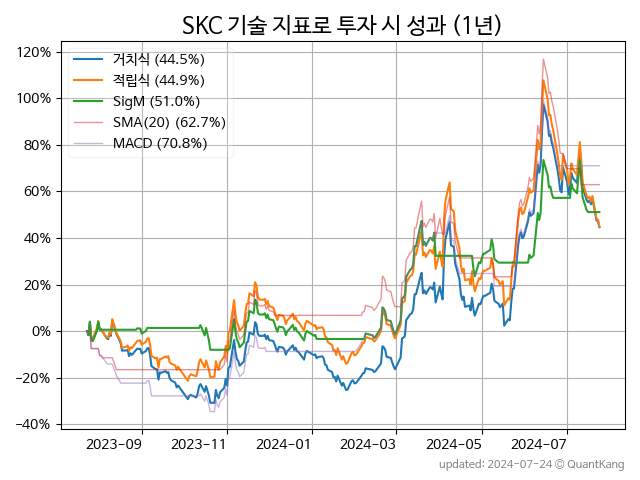 SKC 기술 지표로 투자 시 성과 (1년)
120%
100%
80%
60%
40%
20%
0%
−20%
−40%
거치식 (44.5%)
적립식 (44.9%)
SigM (51.0%)
SMA(20) (62.7%)
MACD (70.8%)
2023-09 2023-11 2024-01 2024-03 2024-05 2024-07
updated: 2024-07-24 @ QuantKang